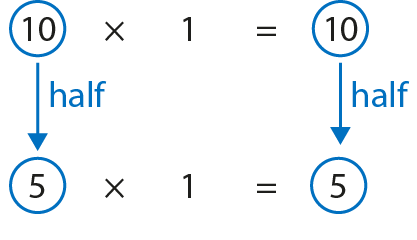 10 × 1 = 10
half half
5 × 1 = 5